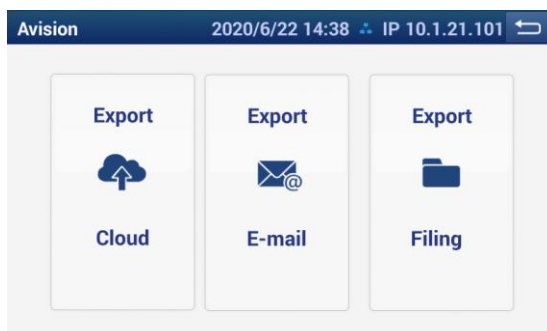 Avision 2020/6/22 14:38 IP 10.1.21.101
Export Export Export
@
Cloud E-mail Filing